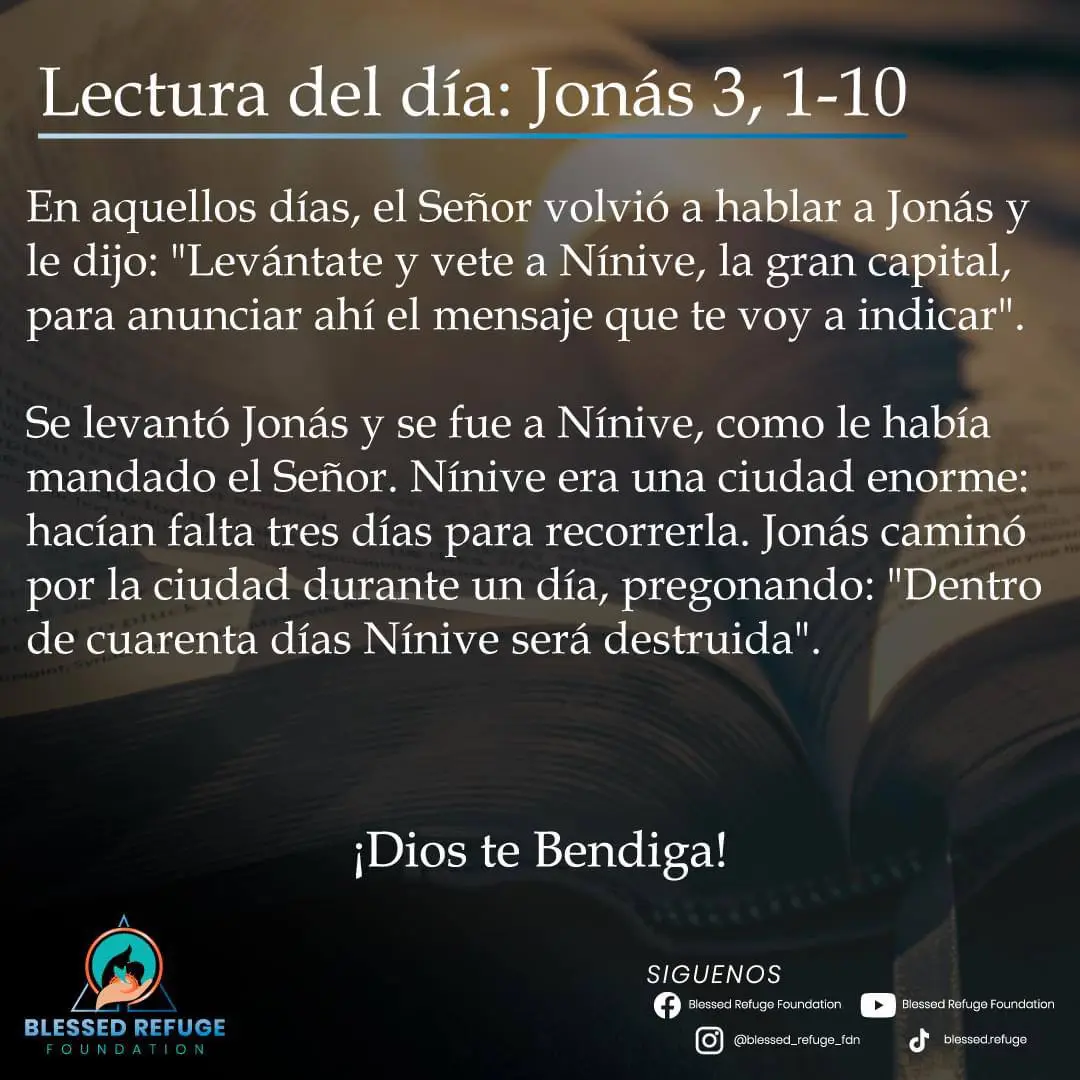 Lectura del día: Jonás 3, 1-10
En aquellos días, el Señor volvió a hablar a Jonás y
le dijo: "Levántate y vete a Nínive, la gran capital,
para anunciar ahí el mensaje que te voy a indicar".
Se levantó Jonás y se fue a Nínive, como le había
mandado el Señor. Nínive era una ciudad enorme:
hacían falta tres días para recorrerla. Jonás caminó
por la ciudad durante un día, pregonando: "Dentro
de cuarenta días Nínive será destruida".
¡Dios te Bendiga!
BLESSED REFUGE
FOUNDATION
SIGUENOS
Blessed Refuge Foundation
Blessed Refuge Foundation
@blessed_refuge_fdn
blessed.refuge